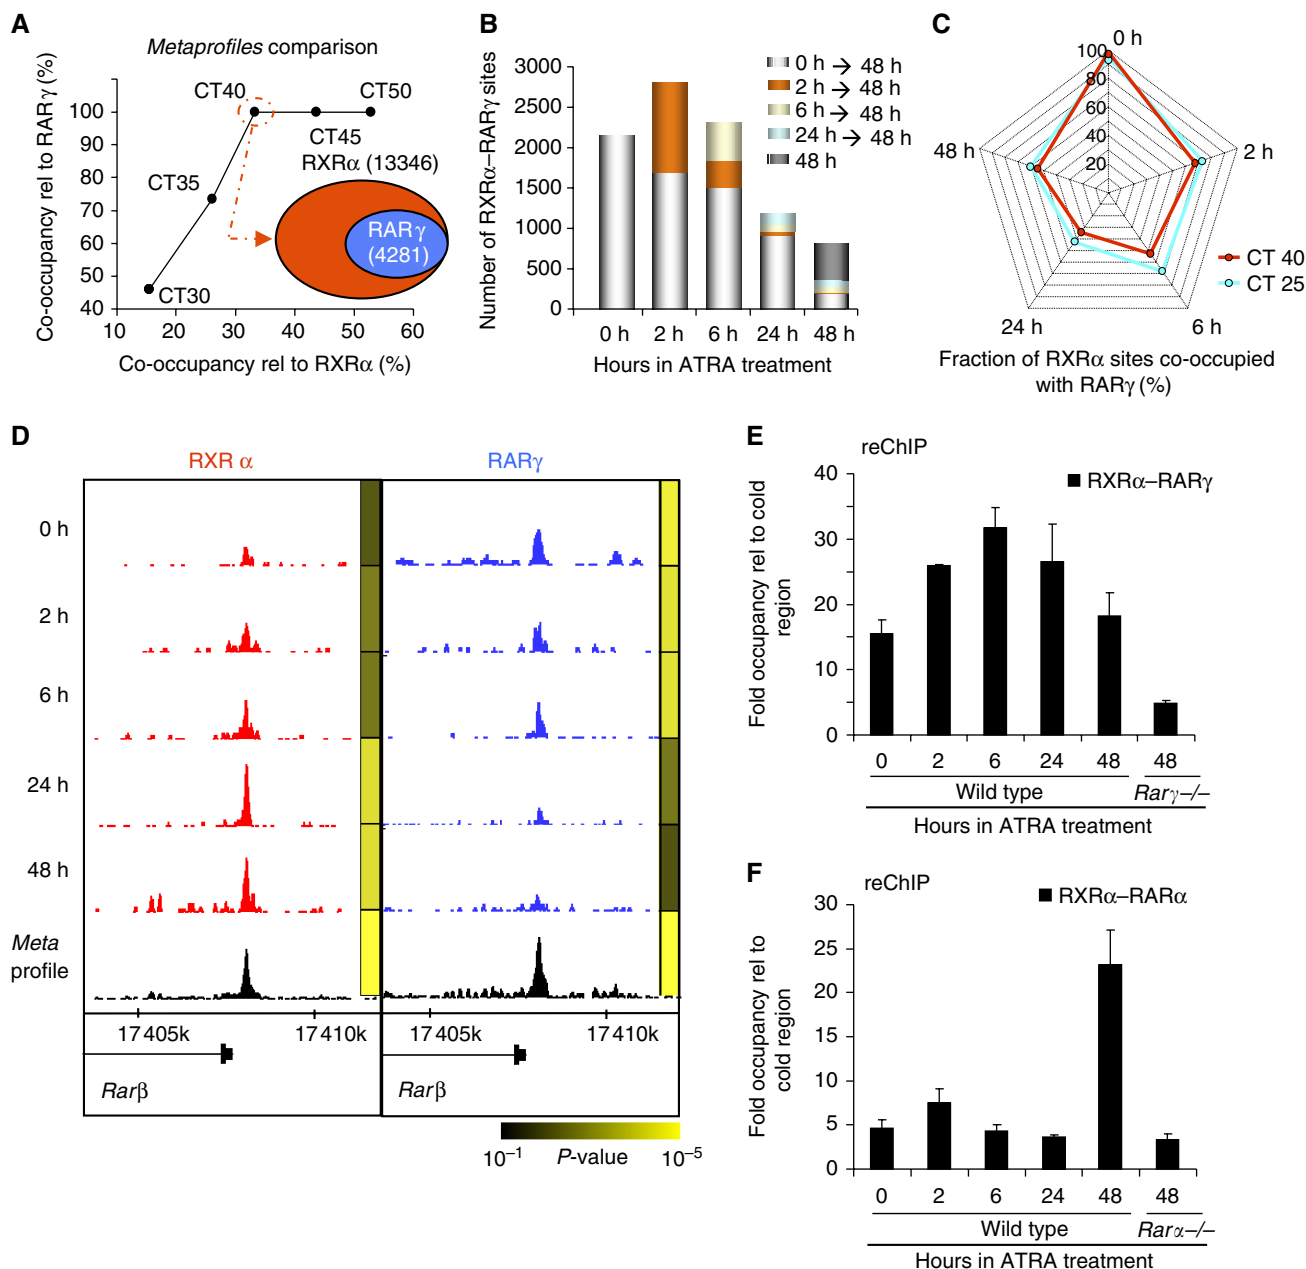 A
Metaprofiles comparison
Co-occupancy rel to RARγ (%)
100
90
80
70
60
50
40
CT30
CT35
CT40
CT45
CT50
RXRα (13346)
RARγ
(4281)
10 20 30 40 50 60
Co-occupancy rel to RXRα (%)
B
Number of RXRα–RARγ sites
3000
2500
2000
1500
1000
500
0
0 h → 48 h
2 h → 48 h
6 h → 48 h
24 h → 48 h
48 h
0 h 2 h 6 h 24 h 48 h
Hours in ATRA treatment
C
0 h
100
80
60
40
20
48 h
2 h
24 h
6 h
CT 40
CT 25
Fraction of RXRα sites co-occupied
with RARγ (%)
D
RXR α
RARγ
0 h
2 h
6 h
24 h
48 h
Meta
profile
17405k 17410k 17405k 17410k
Rarβ Rarβ
10–1 P-value 10–5
E
reChIP
RXRα–RARγ
Fold occupancy rel to cold
region
40
30
20
10
0
0 2 6 24 48 48
Wild type Rarγ–/–
Hours in ATRA treatment
F
reChIP
RXRα–RARα
Fold occupancy rel to
cold region
30
25
20
15
10
5
0
0 2 6 24 48 48
Wild type Rarα–/–
Hours in ATRA treatment